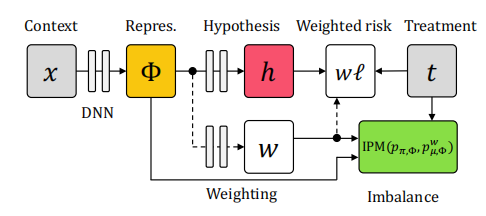 Context Repres. Hypothesis Weighted risk Treatment
x Φ h wℓ t
DNN
w IPM(p_{π,Φ}, p^w_{μ,Φ})
Weighting Imbalance